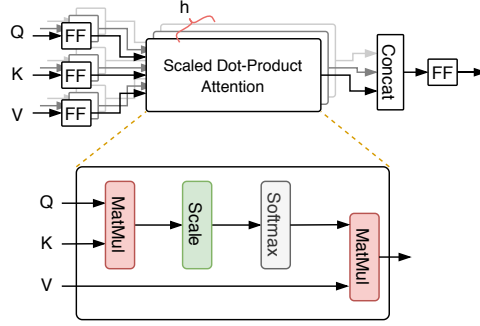 h
Q
FF
K
FF
V
FF
Scaled Dot-Product
Attention
Concat
FF
Q
K
V
MatMul
Scale
Softmax
MatMul